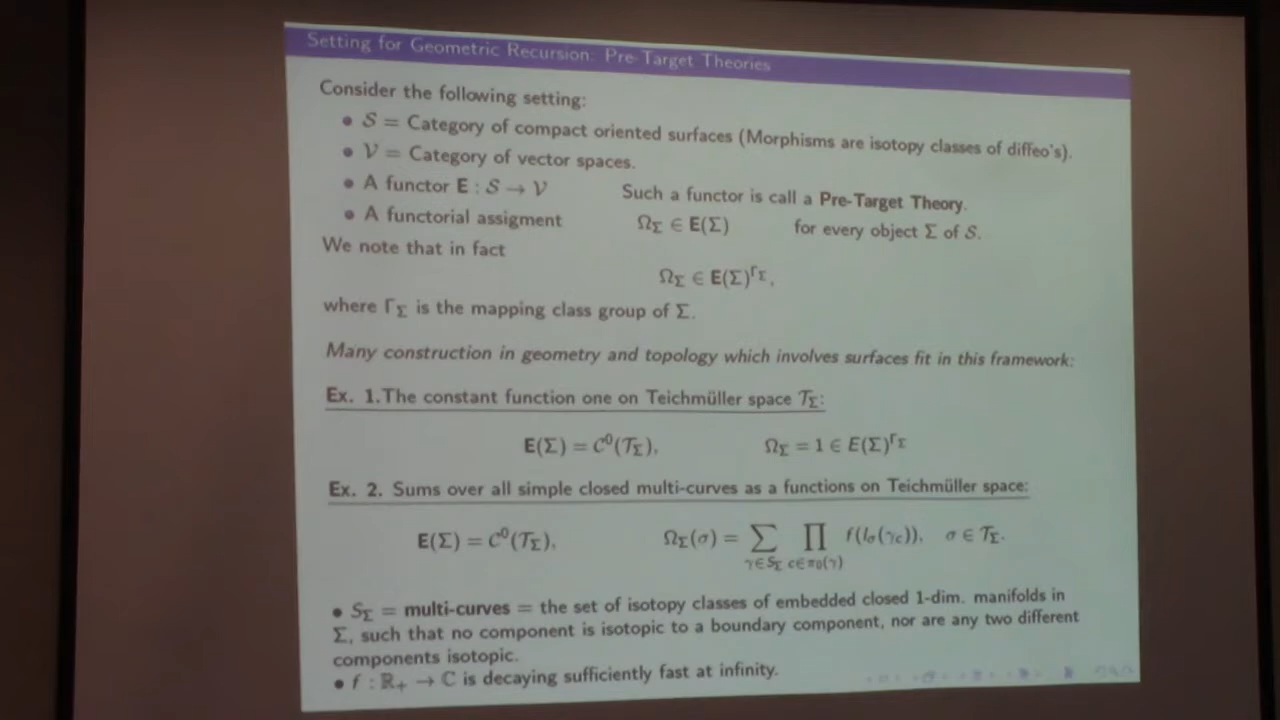 Setting for Geometric Recursion: Pre-Target Theories
Consider the following setting:
• 𝒮 = Category of compact oriented surfaces (Morphisms are isotopy classes of diffeo's).
• 𝒱 = Category of vector spaces.
• A functor E : 𝒮 → 𝒱 Such a functor is call a Pre-Target Theory.
• A functorial assigment Ω_Σ ∈ E(Σ) for every object Σ of 𝒮.
We note that in fact
Ω_Σ ∈ E(Σ)^{Γ_Σ},
where Γ_Σ is the mapping class group of Σ.
Many construction in geometry and topology which involves surfaces fit in this framework:
Ex. 1.The constant function one on Teichmüller space 𝒯_Σ:
E(Σ) = C⁰(𝒯_Σ), Ω_Σ = 1 ∈ E(Σ)^{Γ_Σ}
Ex. 2. Sums over all simple closed multi-curves as a functions on Teichmüller space:
E(Σ) = C⁰(𝒯_Σ), Ω_Σ(σ) = ∑_{γ∈S_Σ} ∏_{c∈π₀(γ)} f(l_σ(γ_c)), σ ∈ 𝒯_Σ.
• S_Σ = multi-curves = the set of isotopy classes of embedded closed 1-dim. manifolds in
Σ, such that no component is isotopic to a boundary component, nor are any two different
components isotopic.
• f : ℝ₊ → ℂ is decaying sufficiently fast at infinity.